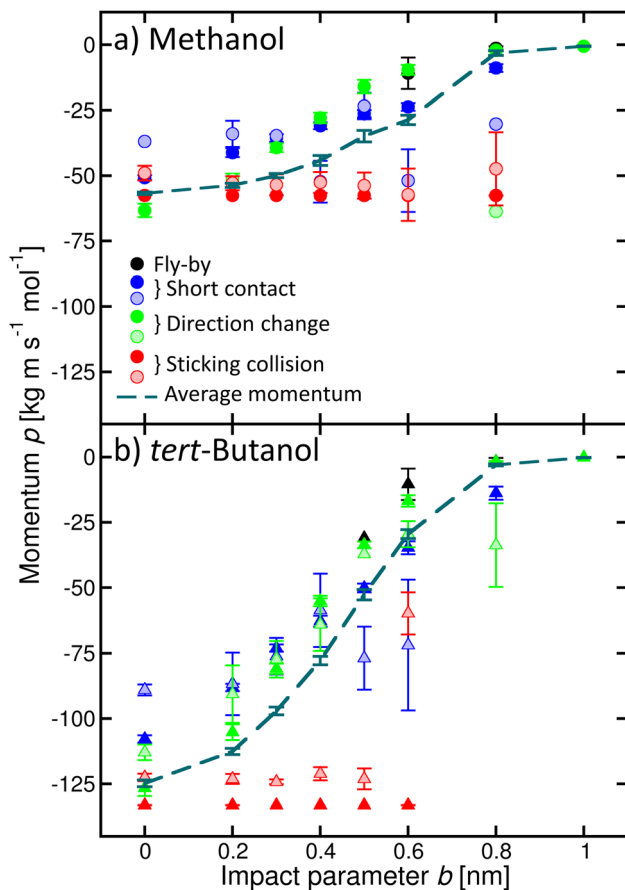 a) Methanol
0
-25
-50
-75
-100
-125
Fly-by
} Short contact
} Direction change
} Sticking collision
Average momentum
Momentum p [kg m s⁻¹ mol⁻¹]
b) tert-Butanol
0
-25
-50
-75
-100
-125
0 0.2 0.4 0.6 0.8 1
Impact parameter b [nm]